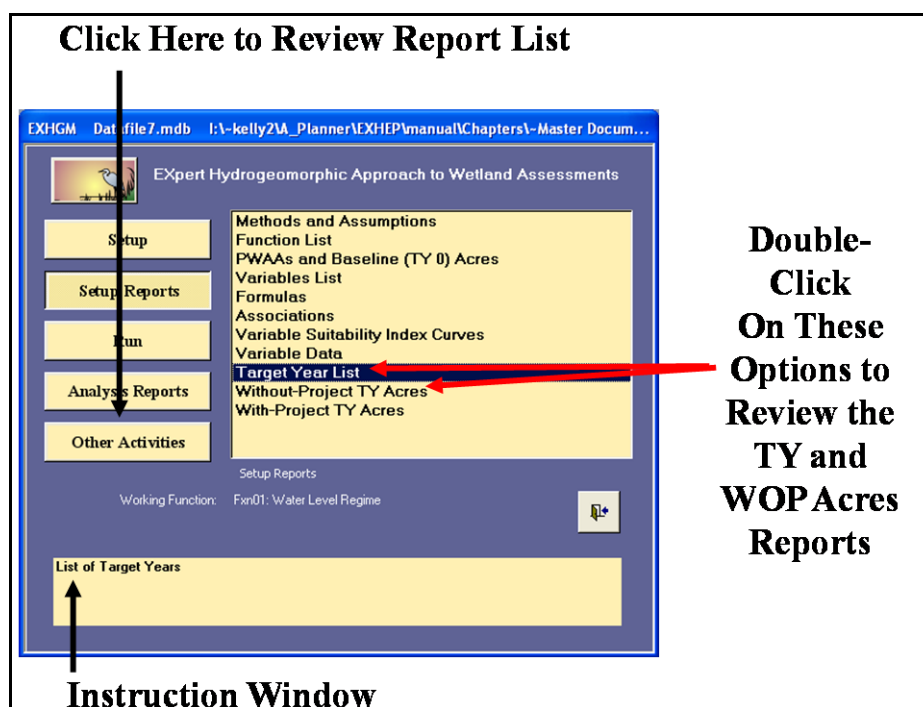 Click Here to Review Report List
EXHGM Datafile7.mdb I:\~kelly2\A_Planner\EXHEP\manual\Chapters\~Master Docum...
EXpert Hydrogeomorphic Approach to Wetland Assessments
Setup
Setup Reports
Run
Analysis Reports
Other Activities
Methods and Assumptions
Function List
PWAAs and Baseline (TY 0) Acres
Variables List
Formulas
Associations
Variable Suitability Index Curves
Variable Data
Target Year List
Without-Project TY Acres
With-Project TY Acres
Setup Reports
Working Function: Fxn01: Water Level Regime
List of Target Years
Double-
Click
On These
Options to
Review the
TY and
WOP Acres
Reports
Instruction Window